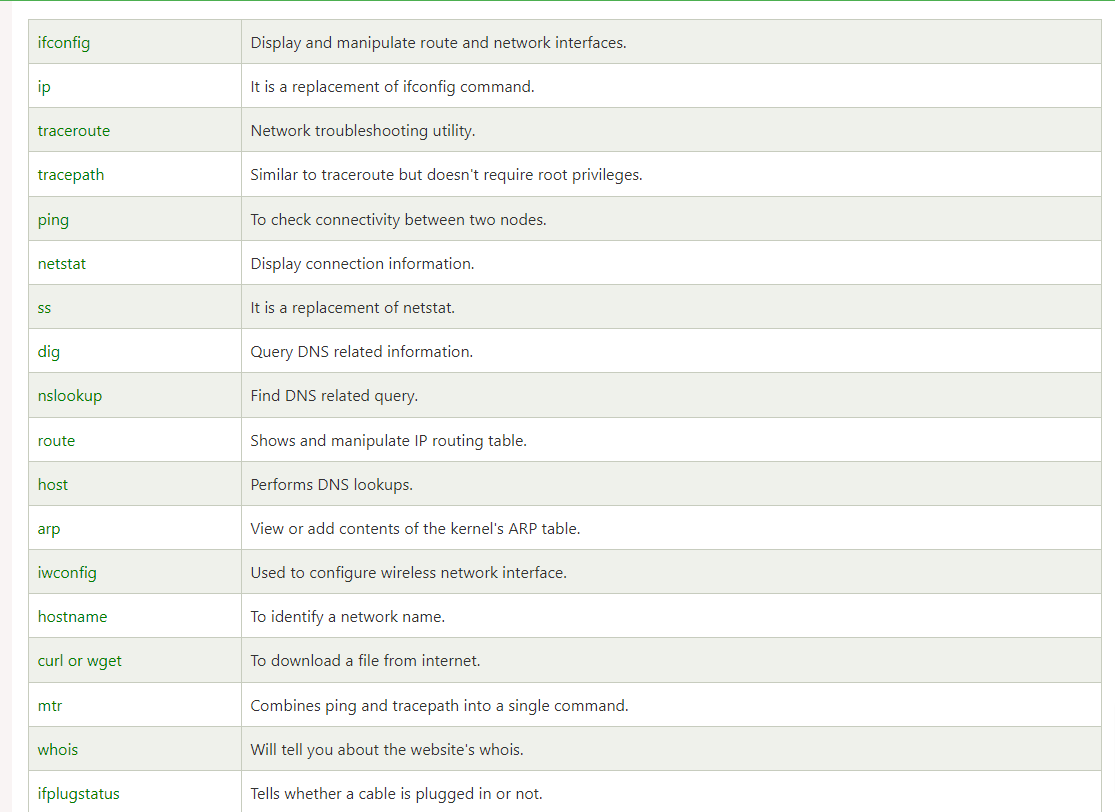 ifconfig Display and manipulate route and network interfaces.
ip It is a replacement of ifconfig command.
traceroute Network troubleshooting utility.
tracepath Similar to traceroute but doesn't require root privileges.
ping To check connectivity between two nodes.
netstat Display connection information.
ss It is a replacement of netstat.
dig Query DNS related information.
nslookup Find DNS related query.
route Shows and manipulate IP routing table.
host Performs DNS lookups.
arp View or add contents of the kernel's ARP table.
iwconfig Used to configure wireless network interface.
hostname To identify a network name.
curl or wget To download a file from internet.
mtr Combines ping and tracepath into a single command.
whois Will tell you about the website's whois.
ifplugstatus Tells whether a cable is plugged in or not.